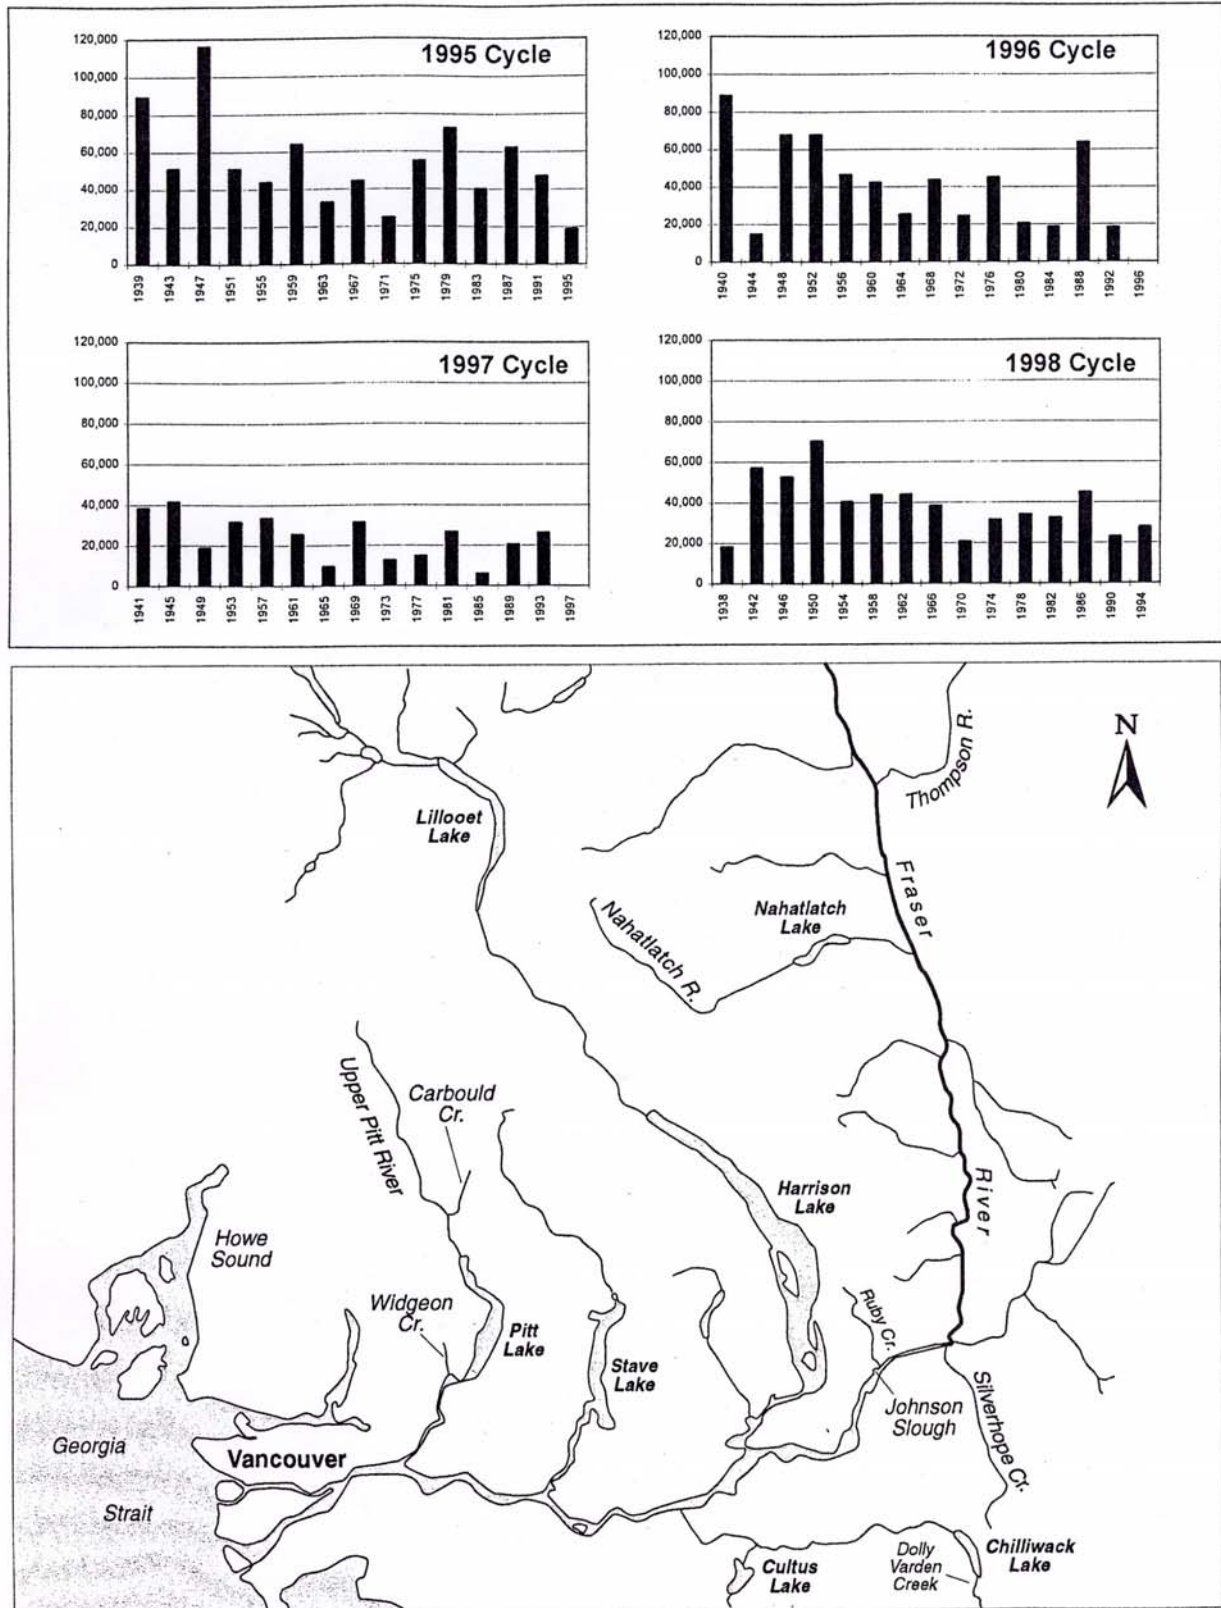 1995 Cycle
120,000
100,000
80,000
60,000
40,000
20,000
0
1939
1943
1947
1951
1955
1959
1963
1967
1971
1975
1979
1983
1987
1991
1995
1996 Cycle
120,000
100,000
80,000
60,000
40,000
20,000
0
1940
1944
1948
1952
1956
1960
1964
1968
1972
1976
1980
1984
1988
1992
1996
1997 Cycle
120,000
100,000
80,000
60,000
40,000
20,000
0
1941
1945
1949
1953
1957
1961
1965
1969
1973
1977
1981
1985
1989
1993
1997
1998 Cycle
120,000
100,000
80,000
60,000
40,000
20,000
0
1938
1942
1946
1950
1954
1958
1962
1966
1970
1974
1978
1982
1986
1990
1994
N
Thompson R.
Lillooet
Lake
Fraser
River
Nahatlatch
Lake
Nahatlatch R.
Upper Pitt River
Carbould
Cr.
Harrison
Lake
Howe
Sound
Widgeon
Cr.
Pitt
Lake
Ruby Cr.
Stave
Lake
Johnson
Slough
Silverhope Cr.
Georgia
Strait
Vancouver
Cultus
Lake
Dolly
Varden
Creek
Chilliwack
Lake